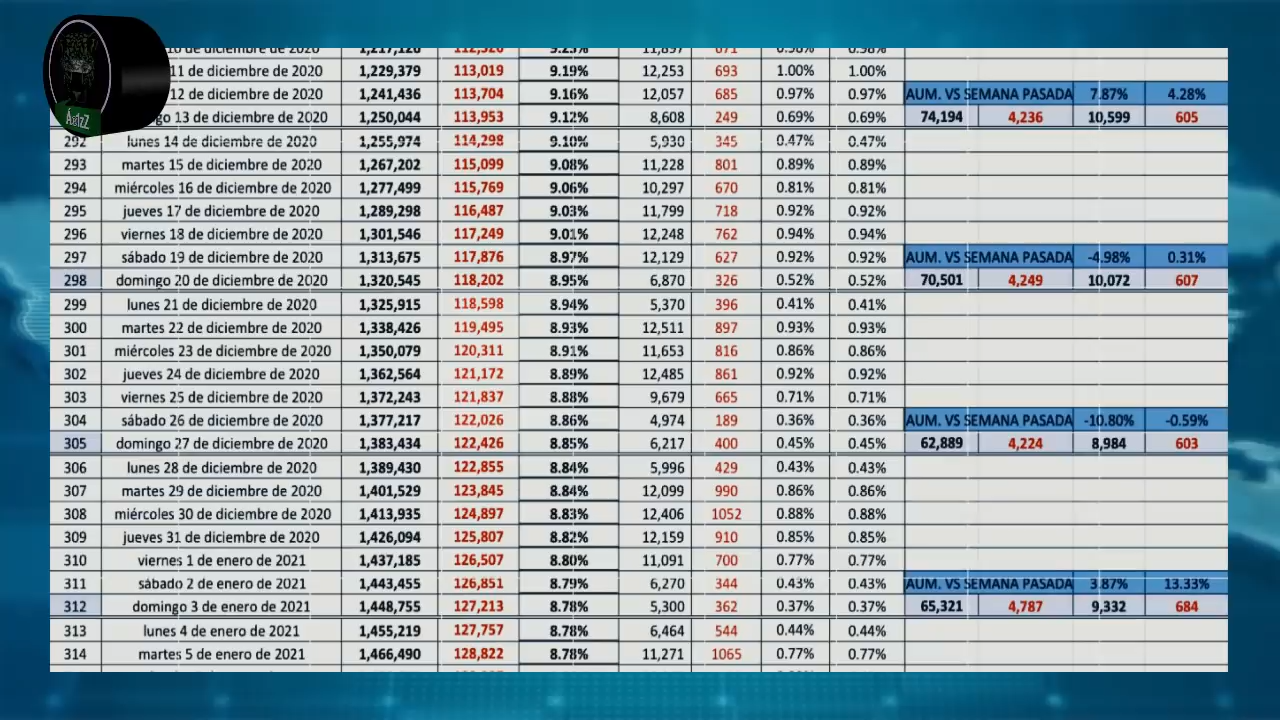 10 de diciembre de 2020 1,217,126 112,326 9.23% 11,897 671 0.98% 0.98%
11 de diciembre de 2020 1,229,379 113,019 9.19% 12,253 693 1.00% 1.00%
12 de diciembre de 2020 1,241,436 113,704 9.16% 12,057 685 0.97% 0.97% AUM. VS SEMANA PASADA 7.87% 4.28%
go 13 de diciembre de 2020 1,250,044 113,953 9.12% 8,608 249 0.69% 0.69% 74,194 4,236 10,599 605
292 lunes 14 de diciembre de 2020 1,255,974 114,298 9.10% 5,930 345 0.47% 0.47%
293 martes 15 de diciembre de 2020 1,267,202 115,099 9.08% 11,228 801 0.89% 0.89%
294 miércoles 16 de diciembre de 2020 1,277,499 115,769 9.06% 10,297 670 0.81% 0.81%
295 jueves 17 de diciembre de 2020 1,289,298 116,487 9.03% 11,799 718 0.92% 0.92%
296 viernes 18 de diciembre de 2020 1,301,546 117,249 9.01% 12,248 762 0.94% 0.94%
297 sábado 19 de diciembre de 2020 1,313,675 117,876 8.97% 12,129 627 0.92% 0.92% AUM. VS SEMANA PASADA -4.98% 0.31%
298 domingo 20 de diciembre de 2020 1,320,545 118,202 8.95% 6,870 326 0.52% 0.52% 70,501 4,249 10,072 607
299 lunes 21 de diciembre de 2020 1,325,915 118,598 8.94% 5,370 396 0.41% 0.41%
300 martes 22 de diciembre de 2020 1,338,426 119,495 8.93% 12,511 897 0.93% 0.93%
301 miércoles 23 de diciembre de 2020 1,350,079 120,311 8.91% 11,653 816 0.86% 0.86%
302 jueves 24 de diciembre de 2020 1,362,564 121,172 8.89% 12,485 861 0.92% 0.92%
303 viernes 25 de diciembre de 2020 1,372,243 121,837 8.88% 9,679 665 0.71% 0.71%
304 sábado 26 de diciembre de 2020 1,377,217 122,026 8.86% 4,974 189 0.36% 0.36% AUM. VS SEMANA PASADA -10.80% -0.59%
305 domingo 27 de diciembre de 2020 1,383,434 122,426 8.85% 6,217 400 0.45% 0.45% 62,889 4,224 8,984 603
306 lunes 28 de diciembre de 2020 1,389,430 122,855 8.84% 5,996 429 0.43% 0.43%
307 martes 29 de diciembre de 2020 1,401,529 123,845 8.84% 12,099 990 0.86% 0.86%
308 miércoles 30 de diciembre de 2020 1,413,935 124,897 8.83% 12,406 1052 0.88% 0.88%
309 jueves 31 de diciembre de 2020 1,426,094 125,807 8.82% 12,159 910 0.85% 0.85%
310 viernes 1 de enero de 2021 1,437,185 126,507 8.80% 11,091 700 0.77% 0.77%
311 sábado 2 de enero de 2021 1,443,455 126,851 8.79% 6,270 344 0.43% 0.43% AUM. VS SEMANA PASADA 3.87% 13.33%
312 domingo 3 de enero de 2021 1,448,755 127,213 8.78% 5,300 362 0.37% 0.37% 65,321 4,787 9,332 684
313 lunes 4 de enero de 2021 1,455,219 127,757 8.78% 6,464 544 0.44% 0.44%
314 martes 5 de enero de 2021 1,466,490 128,822 8.78% 11,271 1065 0.77% 0.77%
AzizZ